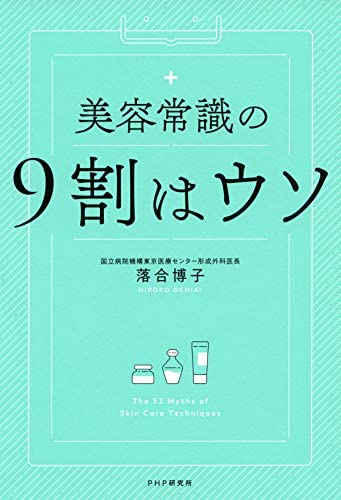 美容常識の
9割はウソ
国立病院機構東京医療センター形成外科医長
落合博子
HIROKO OCHIAI
The 53 Myths of
Skin Care Techniques
PHP研究所